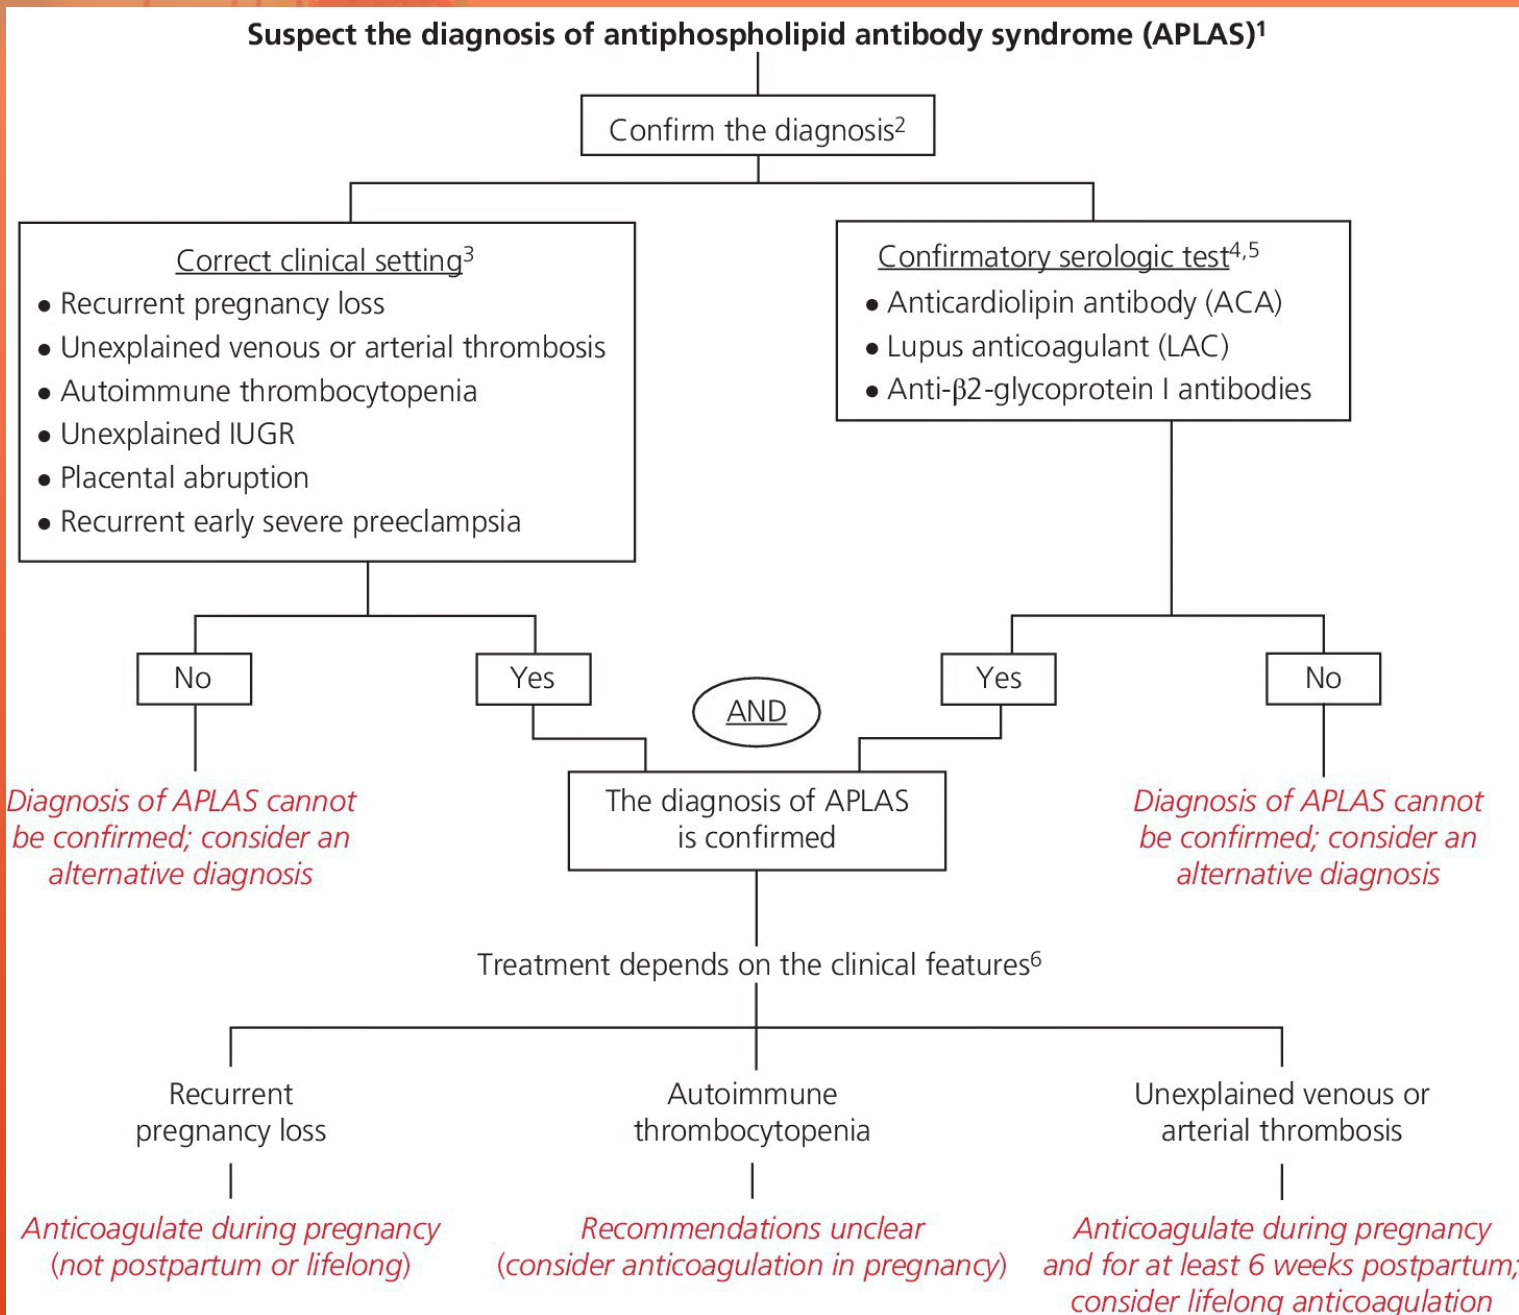 Suspect the diagnosis of antiphospholipid antibody syndrome (APLAS)¹
Confirm the diagnosis²
Correct clinical setting³
• Recurrent pregnancy loss
• Unexplained venous or arterial thrombosis
• Autoimmune thrombocytopenia
• Unexplained IUGR
• Placental abruption
• Recurrent early severe preeclampsia
Confirmatory serologic test⁴,⁵
• Anticardiolipin antibody (ACA)
• Lupus anticoagulant (LAC)
• Anti-β2-glycoprotein I antibodies
No
Yes
AND
Yes
No
Diagnosis of APLAS cannot
be confirmed; consider an
alternative diagnosis
The diagnosis of APLAS
is confirmed
Diagnosis of APLAS cannot
be confirmed; consider an
alternative diagnosis
Treatment depends on the clinical features⁶
Recurrent
pregnancy loss
Autoimmune
thrombocytopenia
Unexplained venous or
arterial thrombosis
Anticoagulate during pregnancy
(not postpartum or lifelong)
Recommendations unclear
(consider anticoagulation in pregnancy)
Anticoagulate during pregnancy
and for at least 6 weeks postpartum;
consider lifelong anticoagulation